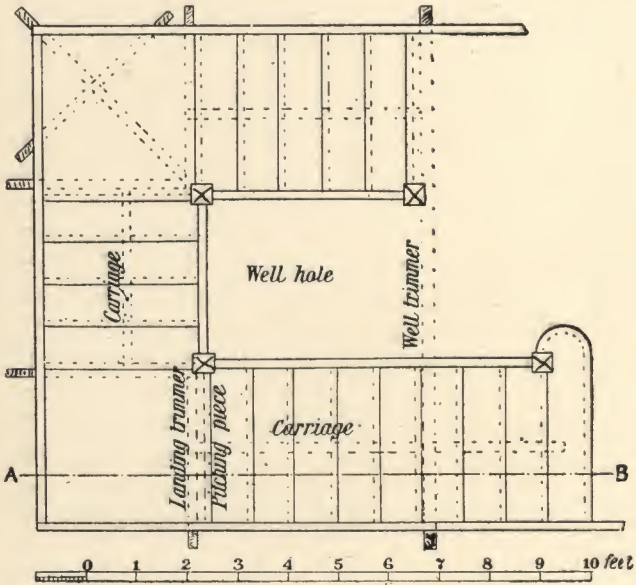 Carriage
Well hole
Well trimmer
Landing trimmer
Pitching piece
Carriage
A
B
0 1 2 3 4 5 6 7 8 9 10 feet